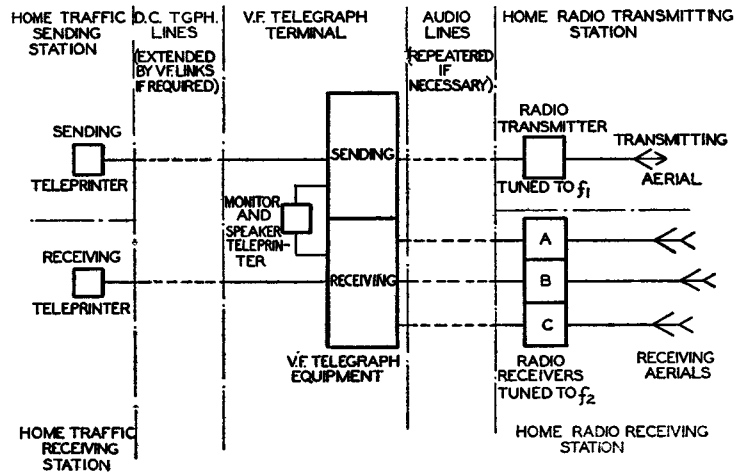 HOME TRAFFIC
SENDING
STATION
D.C. TGPH.
LINES
(EXTENDED
BY V.F. LINKS
IF REQUIRED)
V.F. TELEGRAPH
TERMINAL
AUDIO
LINES
(REPEATERED
IF
NECESSARY)
HOME RADIO TRANSMITTING
STATION
SENDING
TELEPRINTER
SENDING
RADIO
TRANSMITTER
TUNED TO f1
TRANSMITTING
AERIAL
MONITOR
AND
SPEAKER
TELEPRIN-
TER
RECEIVING
TELEPRINTER
RECEIVING
A
B
C
V.F. TELEGRAPH
EQUIPMENT
RADIO
RECEIVERS
TUNED TO f2
RECEIVING
AERIALS
HOME TRAFFIC
RECEIVING
STATION
HOME RADIO RECEIVING
STATION